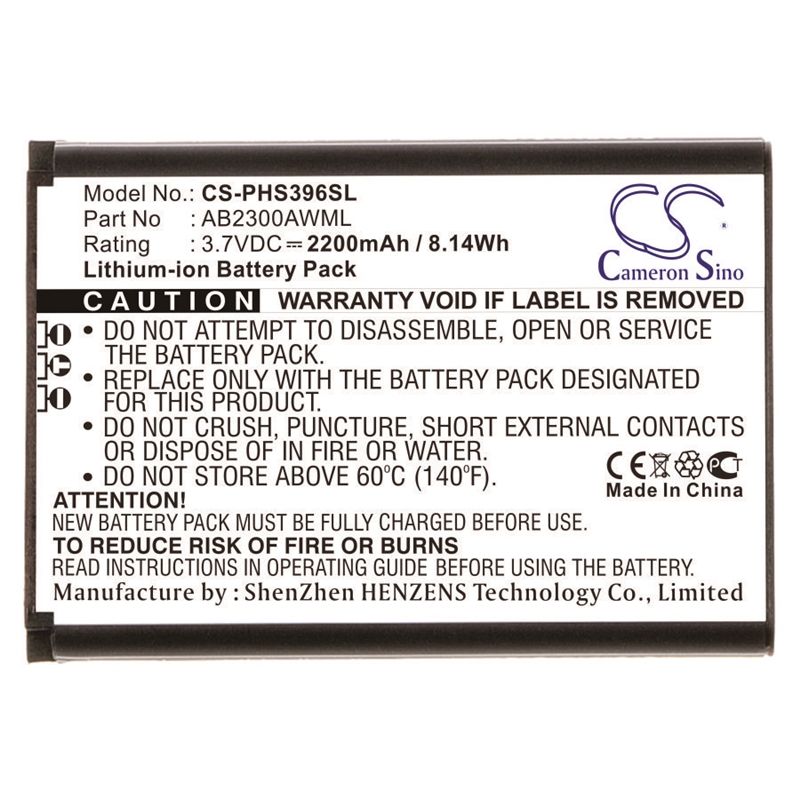 Model No.: CS-PHS396SL
Part No : AB2300AWML
Rating : 3.7VDC 2200mAh / 8.14Wh
Lithium-ion Battery Pack
CS
Cameron Sino
CAUTION WARRANTY VOID IF LABEL IS REMOVED
• DO NOT ATTEMPT TO DISASSEMBLE, OPEN OR SERVICE
THE BATTERY PACK.
• REPLACE ONLY WITH THE BATTERY PACK DESIGNATED
FOR THIS PRODUCT.
• DO NOT CRUSH, PUNCTURE, SHORT EXTERNAL CONTACTS
OR DISPOSE OF IN FIRE OR WATER.
• DO NOT STORE ABOVE 60°C (140°F).
CE PCT
Made In China
ATTENTION!
NEW BATTERY PACK MUST BE FULLY CHARGED BEFORE OPERATION.
TO REDUCE RISK OF FIRE OR BURNS
READ INSTRUCTIONS IN OPERATING GUIDE BEFORE USING BATTERY.
Manufacture by : ShenZhen HENZENS Technology Co., Limited